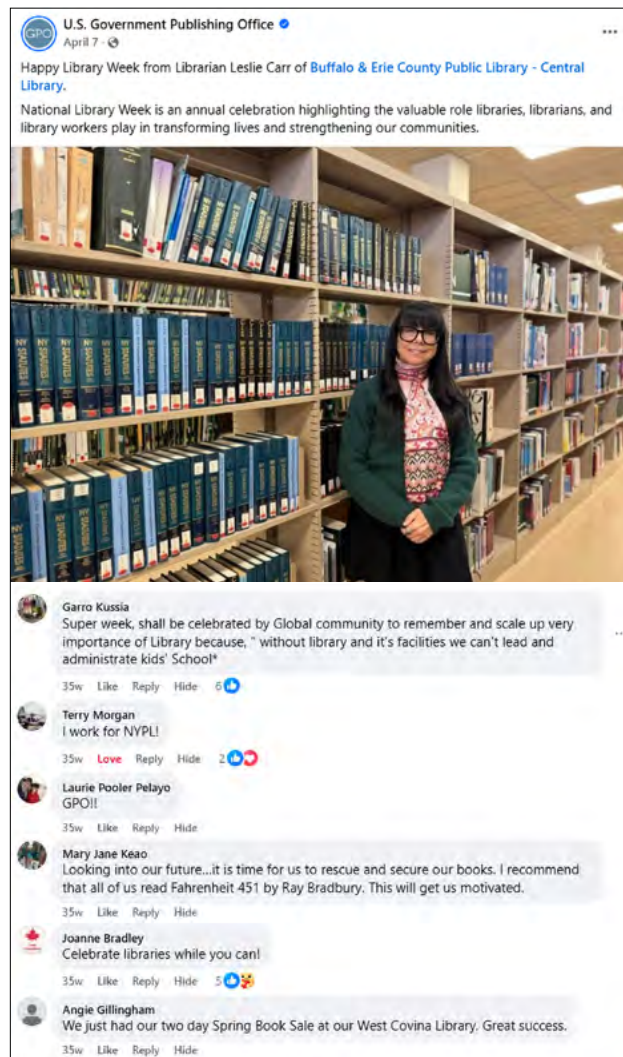 GPO
U.S. Government Publishing Office
April 7 ·
Happy Library Week from Librarian Leslie Carr of Buffalo & Erie County Public Library - Central
Library.
National Library Week is an annual celebration highlighting the valuable role libraries, librarians, and
library workers play in transforming lives and strengthening our communities.
NY STATUTES
Garro Kussia
Super week, shall be celebrated by Global community to remember and scale up very
importance of Library because, " without library and it's facilities we can't lead and
administrate kids' School*
35w Like Reply Hide 6
Terry Morgan
I work for NYPL!
35w Love Reply Hide 2
Laurie Pooler Pelayo
GPO!!
35w Like Reply Hide
Mary Jane Keao
Looking into our future...it is time for us to rescue and secure our books. I recommend
that all of us read Fahrenheit 451 by Ray Bradbury. This will get us motivated.
35w Like Reply Hide
Joanne Bradley
Celebrate libraries while you can!
35w Like Reply Hide 5
Angie Gillingham
We just had our two day Spring Book Sale at our West Covina Library. Great success.
35w Like Reply Hide